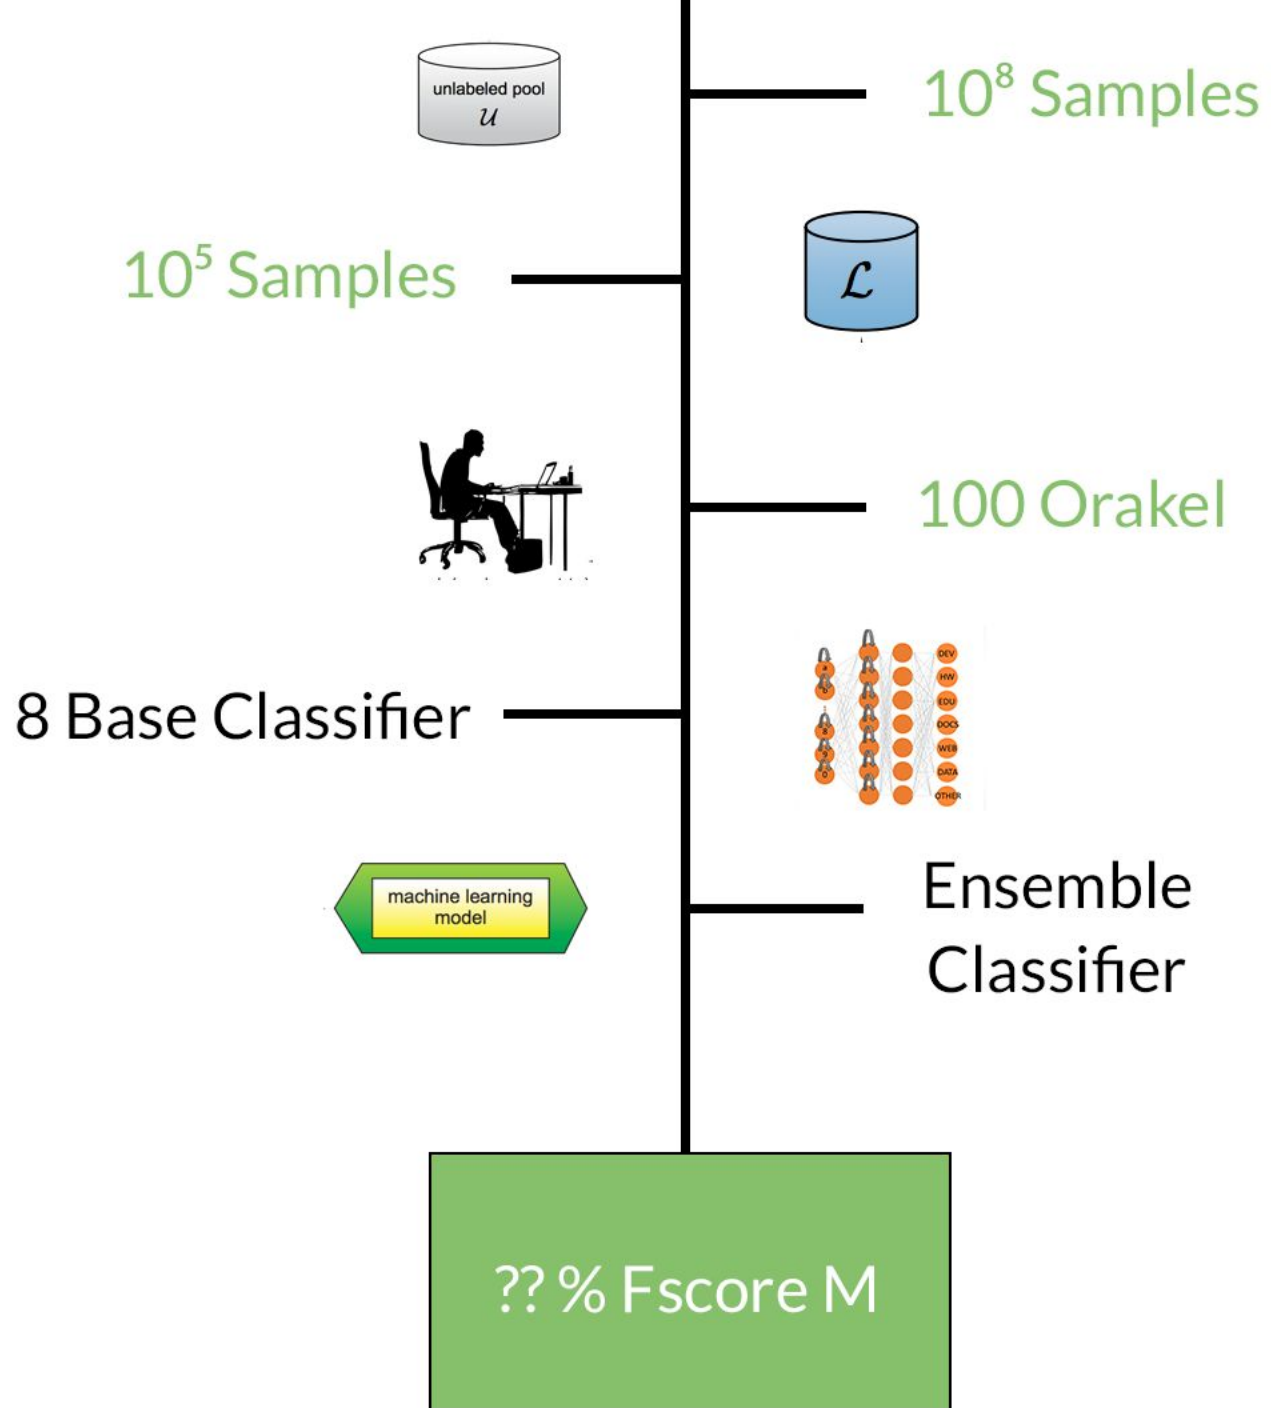 unlabeled pool
𝒰
10⁸ Samples
10⁵ Samples
ℒ
100 Orakel
8 Base Classifier
DEV
HW
EDU
DOCS
WEB
DATA
OTHER
machine learning
model
Ensemble
Classifier
?? % Fscore M